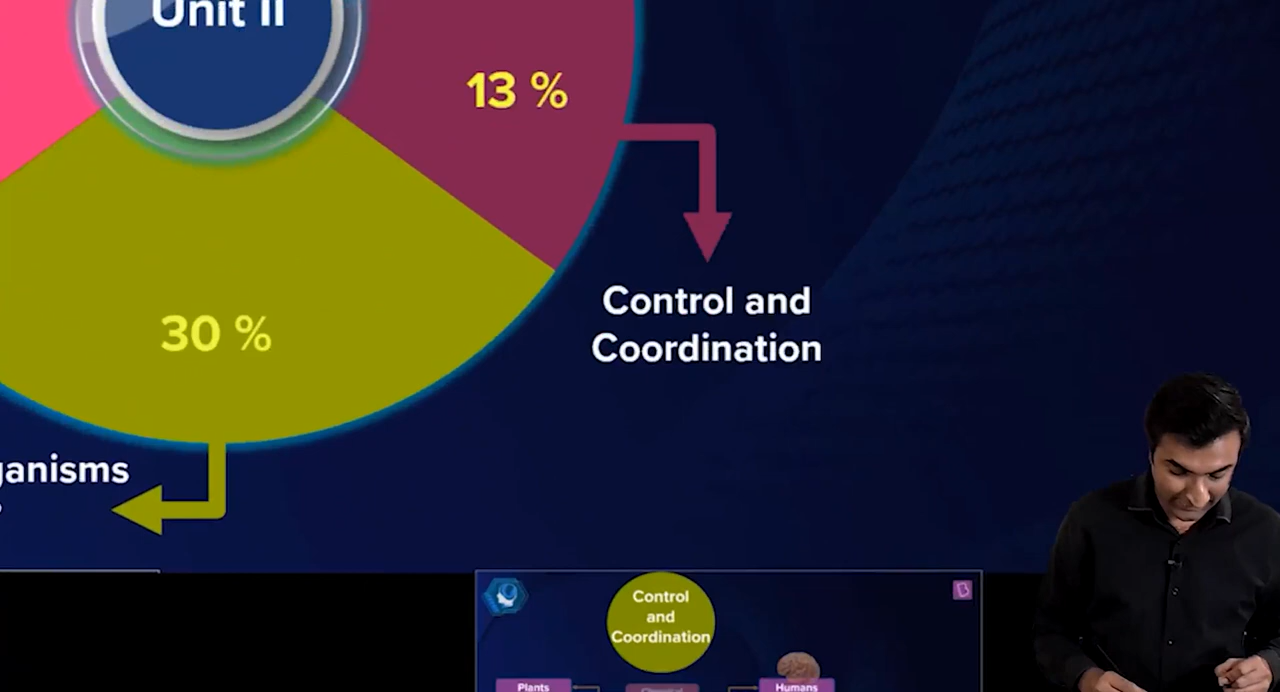 Unit II
13 %
Control and
Coordination
30 %
ganisms
Control
and
Coordination
Plants
Humans